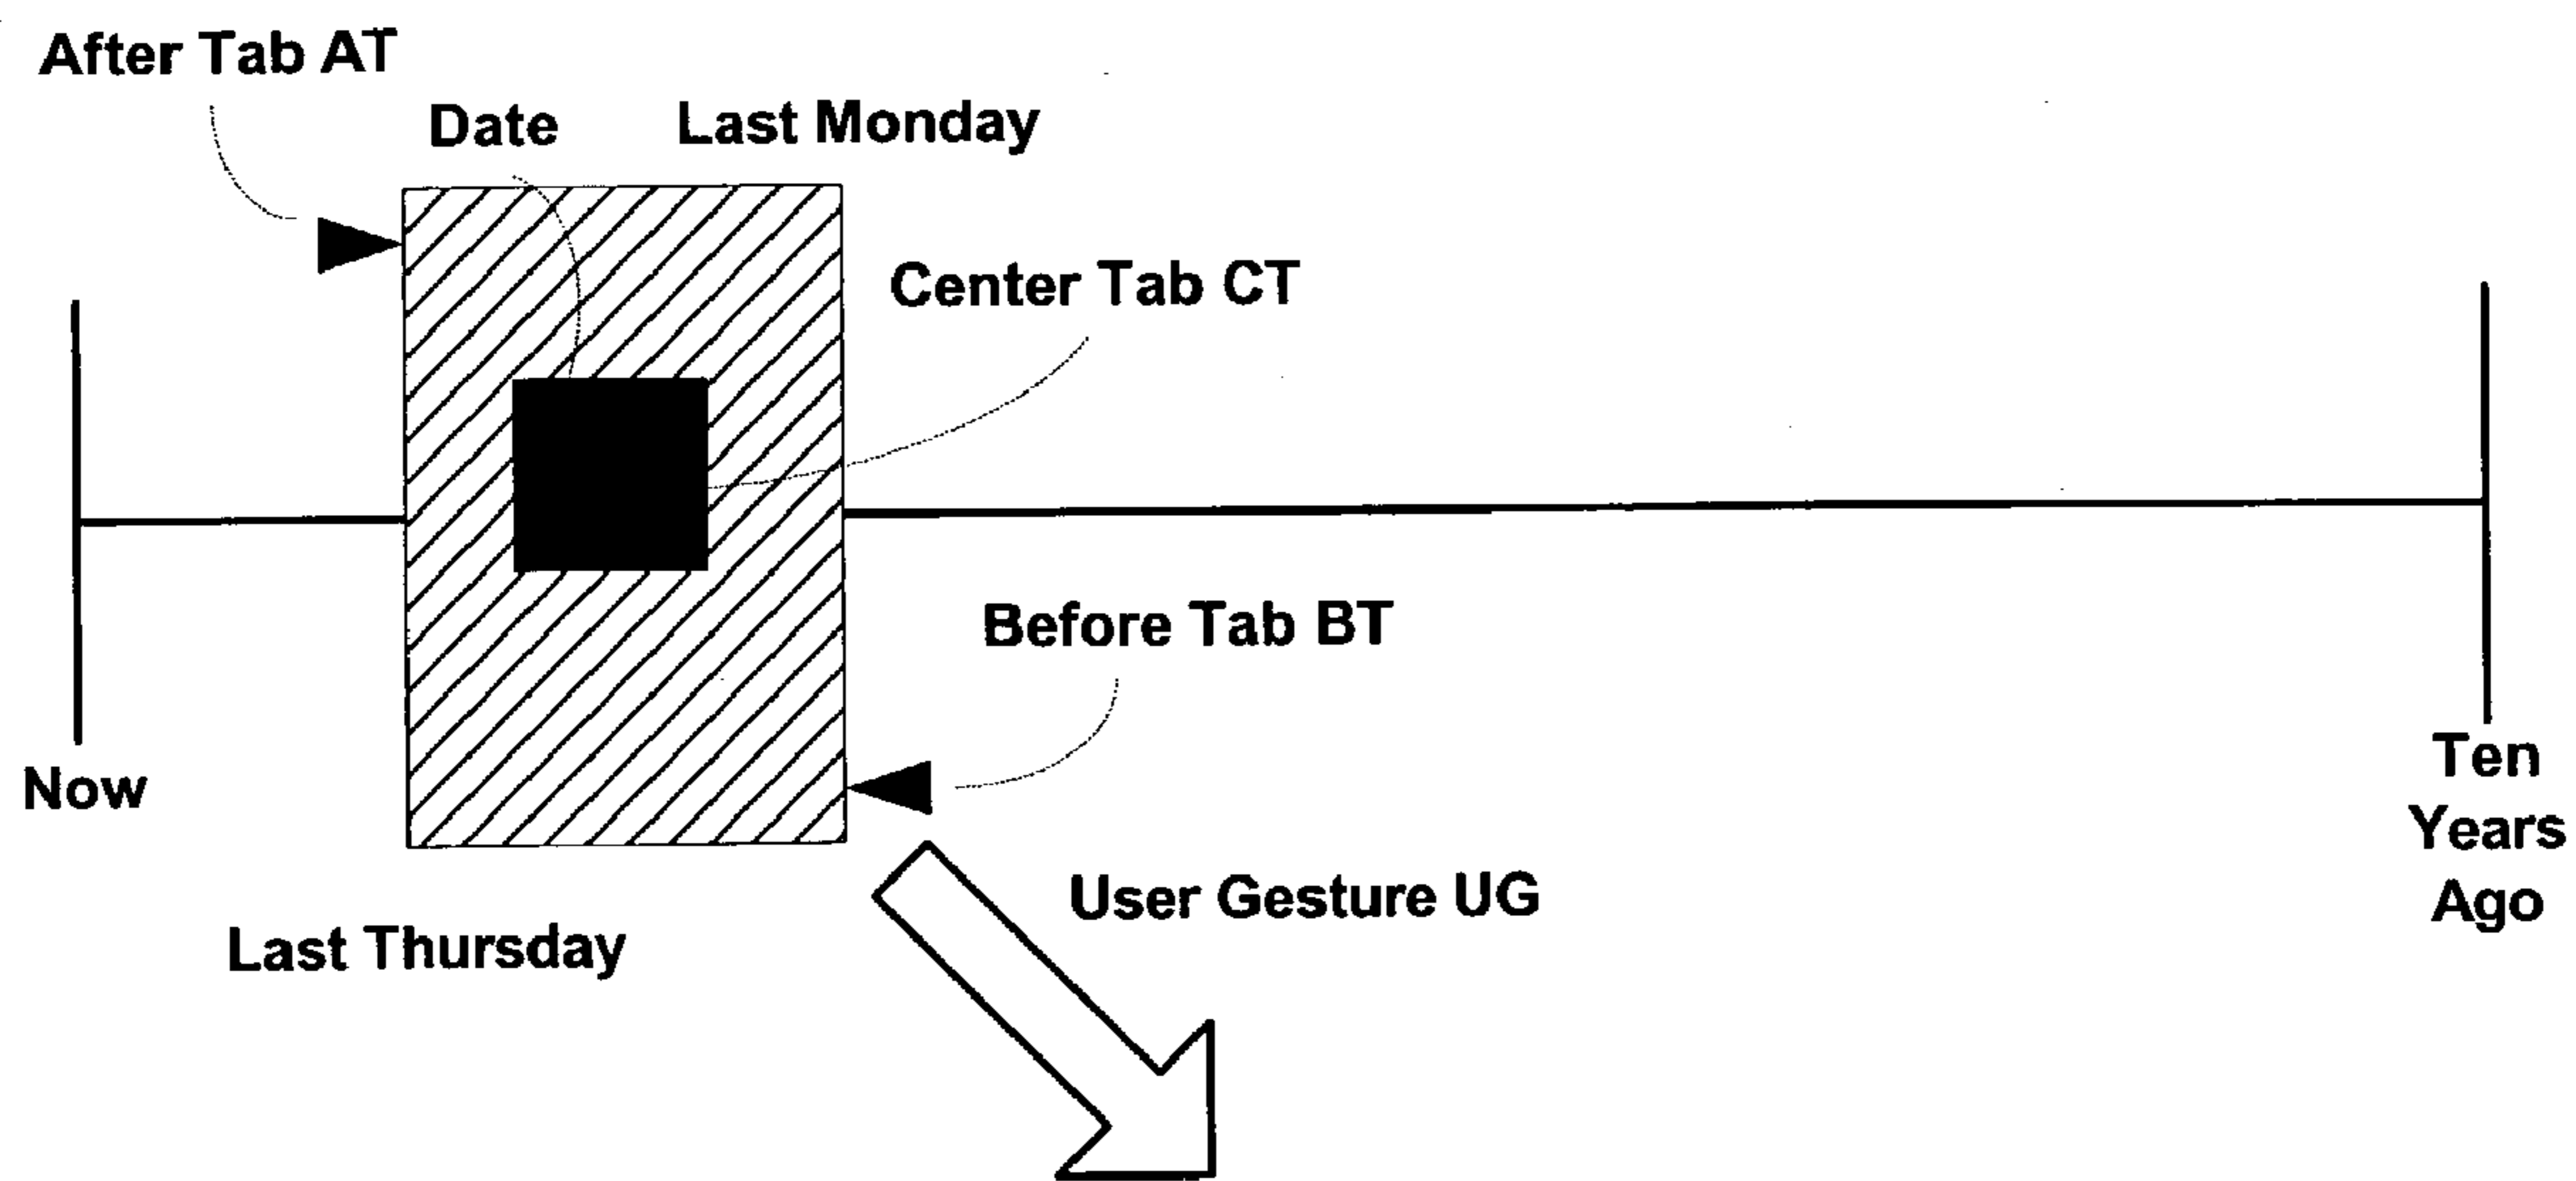 After Tab AT
Date
Last Monday
Center Tab CT
Before Tab BT
Now
Ten
Years
Ago
User Gesture UG
Last Thursday